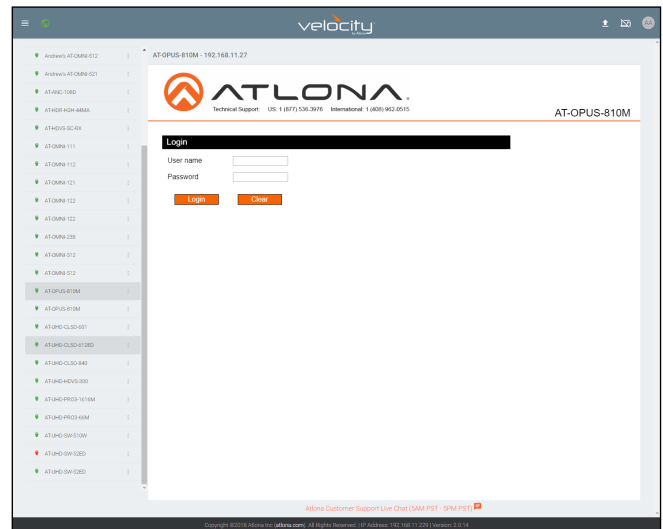 velocity
by Atlona
AA
Andrew's AT-OMNI-512
Andrew's AT-OMNI-521
AT-ANC-108D
AT-HDR-H2H-44MA
AT-HDVS-SC-RX
AT-OMNI-111
AT-OMNI-112
AT-OMNI-121
AT-OMNI-122
AT-OMNI-122
AT-OMNI-238
AT-OMNI-512
AT-OMNI-512
AT-OPUS-810M
AT-OPUS-810M
AT-UHD-CLSO-601
AT-UHD-CLSO-612ED
AT-UHD-CLSO-840
AT-UHD-HDVS-300
AT-UHD-PRO3-1616M
AT-UHD-PRO3-66M
AT-UHD-SW-510W
AT-UHD-SW-52ED
AT-UHD-SW-52ED
AT-OPUS-810M - 192.168.11.27
ATLONA.
Technical Support: US: 1 (877) 536-3976 International: 1 (408) 962-0515
AT-OPUS-810M
Login
User name
Password
Login Clear
Atlona Customer Support Live Chat (5AM PST - 5PM PST)
Copyright ©2018 Atlona Inc (atlona.com). All Rights Reserved. | IP Address: 192.168.11.229 | Version: 2.0.14